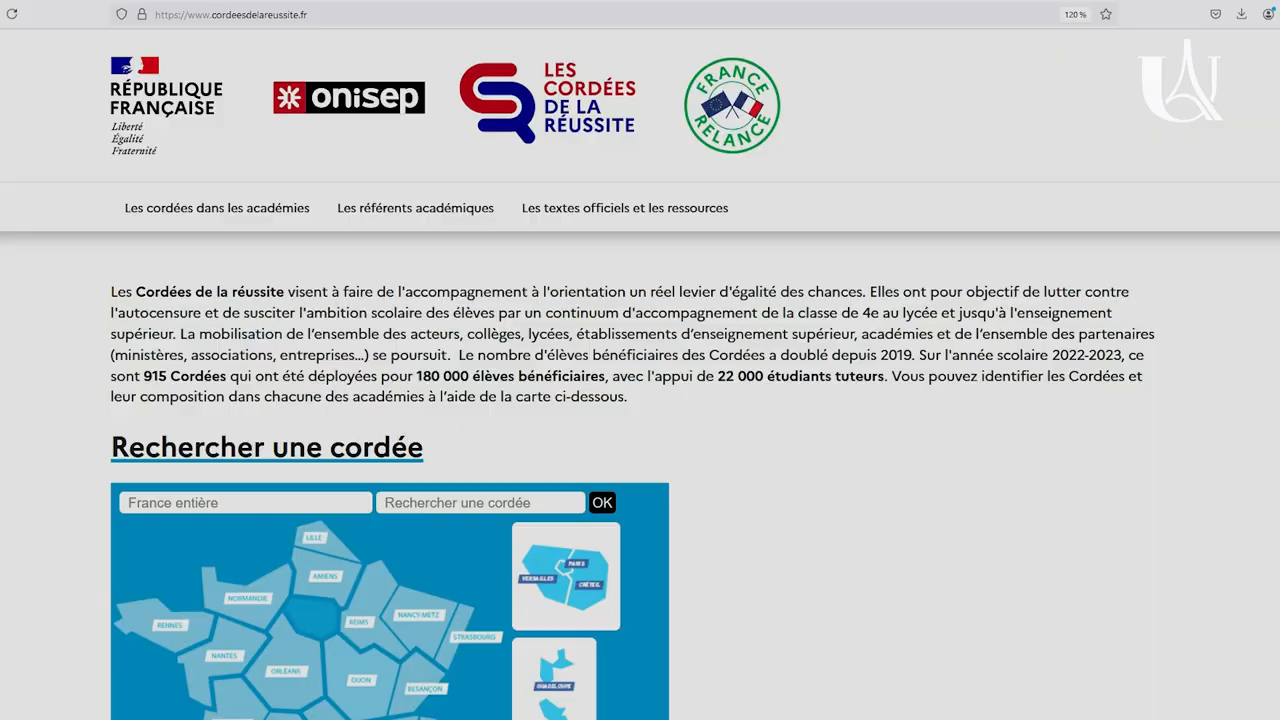 https://www.cordeesdelareussite.fr
120 %
RÉPUBLIQUE
FRANÇAISE
Liberté
Égalité
Fraternité
onisep
LES
CORDÉES
DE LA
RÉUSSITE
FRANCE
RELANCE
Les cordées dans les académies
Les référents académiques
Les textes officiels et les ressources
Les Cordées de la réussite visent à faire de l'accompagnement à l'orientation un réel levier d'égalité des chances. Elles ont pour objectif de lutter contre
l'autocensure et de susciter l'ambition scolaire des élèves par un continuum d'accompagnement de la classe de 4e au lycée et jusqu'à l'enseignement
supérieur. La mobilisation de l’ensemble des acteurs, collèges, lycées, établissements d’enseignement supérieur, académies et de l’ensemble des partenaires
(ministères, associations, entreprises…) se poursuit. Le nombre d'élèves bénéficiaires des Cordées a doublé depuis 2019. Sur l'année scolaire 2022-2023, ce
sont 915 Cordées qui ont été déployées pour 180 000 élèves bénéficiaires, avec l'appui de 22 000 étudiants tuteurs. Vous pouvez identifier les Cordées et
leur composition dans chacune des académies à l’aide de la carte ci-dessous.
Rechercher une cordée
France entière
Rechercher une cordée
OK
LILLE
AMIENS
NORMANDIE
RENNES
REIMS
NANCY-METZ
STRASBOURG
NANTES
ORLÉANS
DIJON
BESANÇON
PARIS
VERSAILLES
CRÉTEIL
GUADELOUPE